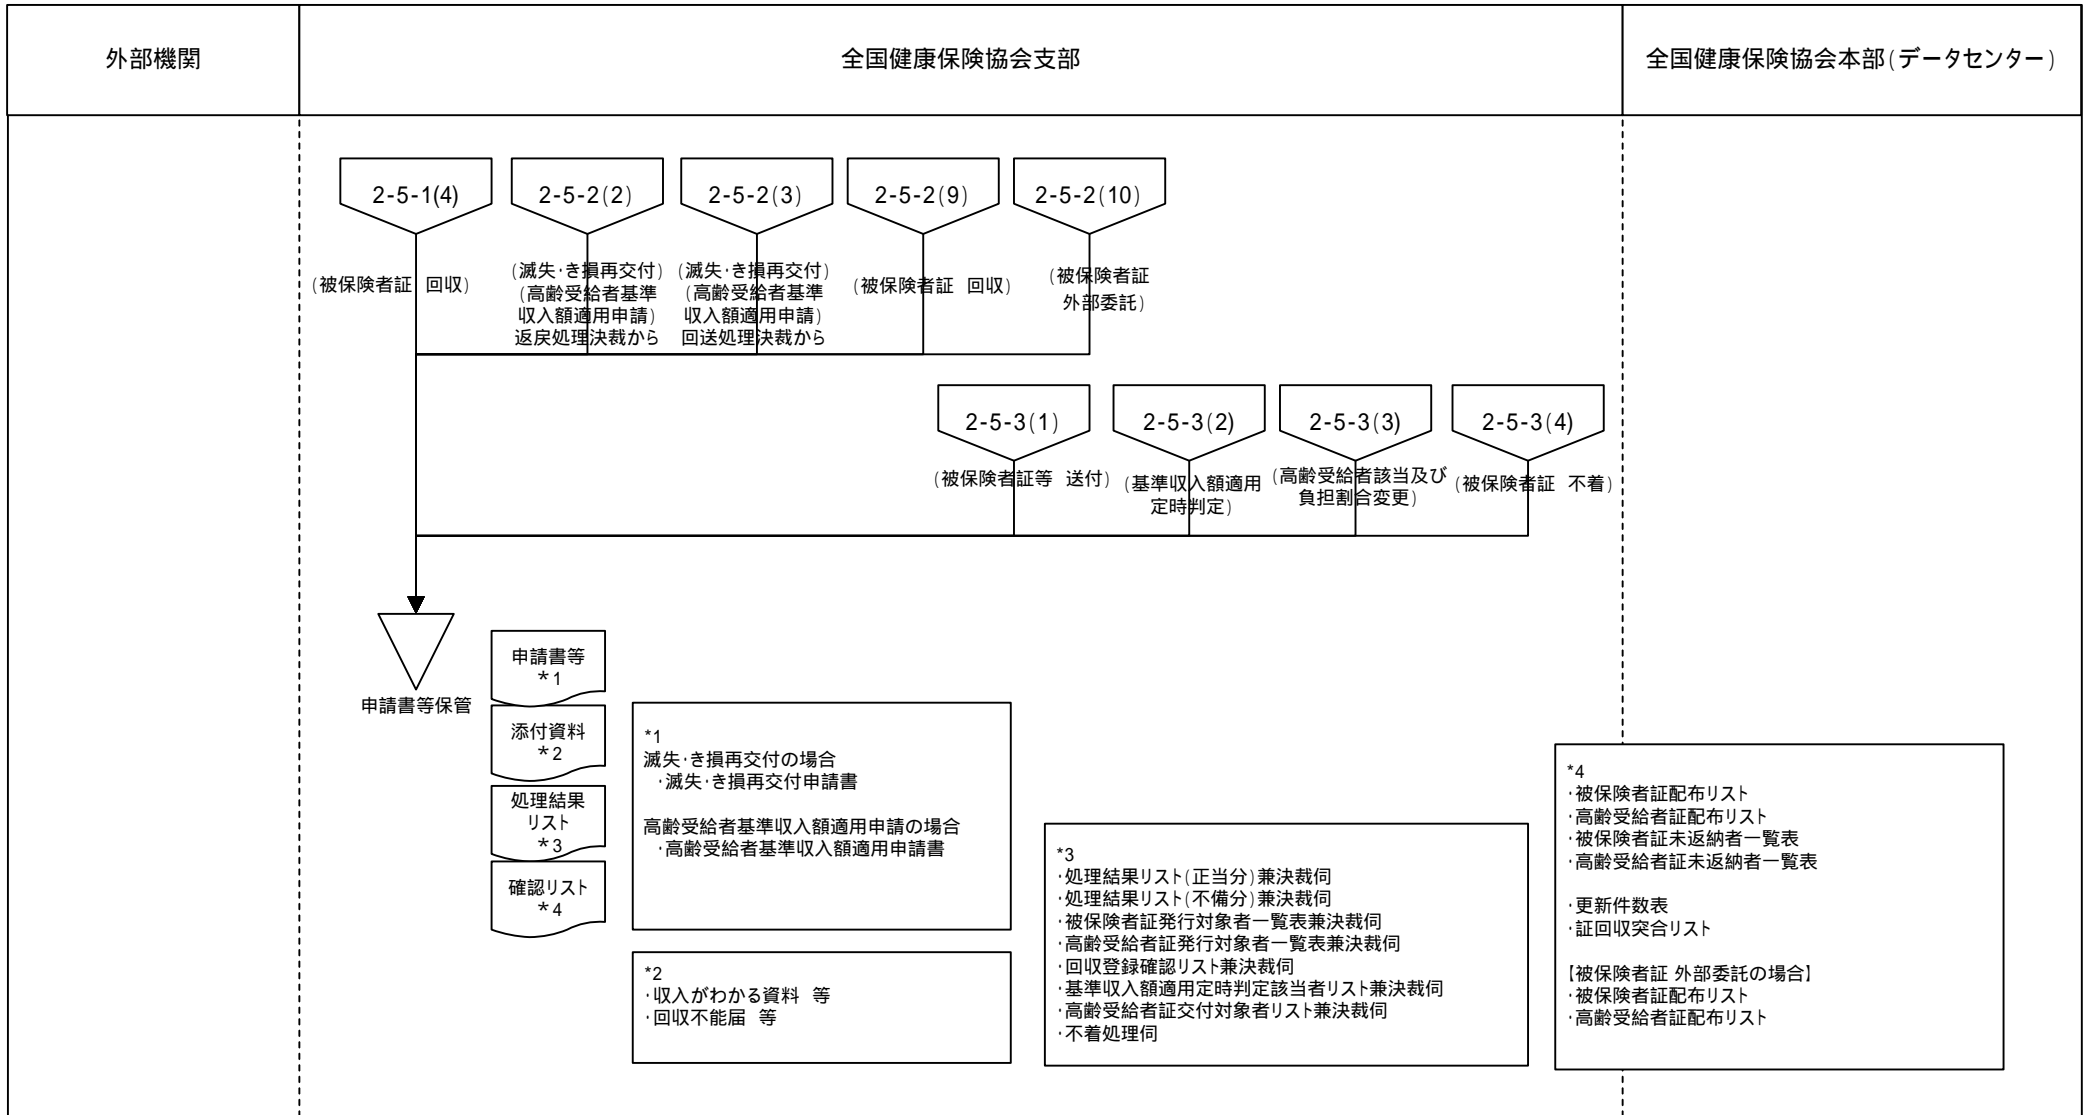 外部機関
全国健康保険協会支部
全国健康保険協会本部(データセンター)
2-5-1(4)
2-5-2(2)
2-5-2(3)
2-5-2(9)
2-5-2(10)
(被保険者証 回収)
(滅失・き損再交付)
(高齢受給者基準
収入額適用申請)
返戻処理決裁から
(滅失・き損再交付)
(高齢受給者基準
収入額適用申請)
回送処理決裁から
(被保険者証 回収)
(被保険者証
外部委託)
2-5-3(1)
2-5-3(2)
2-5-3(3)
2-5-3(4)
(被保険者証等 送付)
(基準収入額適用
定時判定)
(高齢受給者該当及び
負担割合変更)
(被保険者証 不着)
申請書等保管
申請書等
*1
添付資料
*2
処理結果
リスト
*3
確認リスト
*4
*1
滅失・き損再交付の場合
・滅失・き損再交付申請書
高齢受給者基準収入額適用申請の場合
・高齢受給者基準収入額適用申請書
*2
・収入がわかる資料 等
・回収不能届 等
*3
・処理結果リスト(正当分)兼決裁伺
・処理結果リスト(不備分)兼決裁伺
・被保険者証発行対象者一覧表兼決裁伺
・高齢受給者証発行対象者一覧表兼決裁伺
・回収登録確認リスト兼決裁伺
・基準収入額適用定時判定該当者リスト兼決裁伺
・高齢受給者証交付対象者リスト兼決裁伺
・不着処理伺
*4
・被保険者証配布リスト
・高齢受給者証配布リスト
・被保険者証未返納者一覧表
・高齢受給者証未返納者一覧表
・更新件数表
・証回収突合リスト
【被保険者証 外部委託の場合】
・被保険者証配布リスト
・高齢受給者証配布リスト